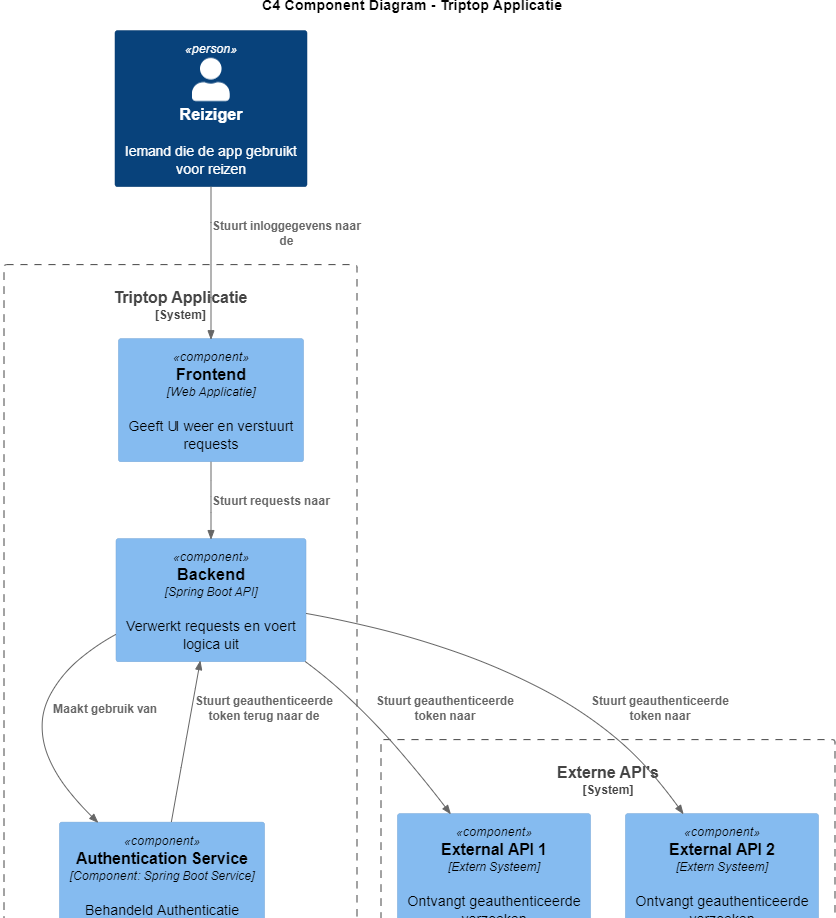 C4 Component Diagram - Triptop Applicatie
«person»
Reiziger
Iemand die de app gebruikt
voor reizen
Stuurt inloggegevens naar
de
Triptop Applicatie
[System]
«component»
Frontend
[Web Applicatie]
Geeft UI weer en verstuurt
requests
Stuurt requests naar
«component»
Backend
[Spring Boot API]
Verwerkt requests en voert
logica uit
Maakt gebruik van
Stuurt geauthenticeerde
token terug naar de
Stuurt geauthenticeerde
token naar
Stuurt geauthenticeerde
token naar
Externe API's
[System]
«component»
Authentication Service
[Component: Spring Boot Service]
Behandeld Authenticatie
«component»
External API 1
[Extern Systeem]
Ontvangt geauthenticeerde
verzoeken
«component»
External API 2
[Extern Systeem]
Ontvangt geauthenticeerde
verzoeken